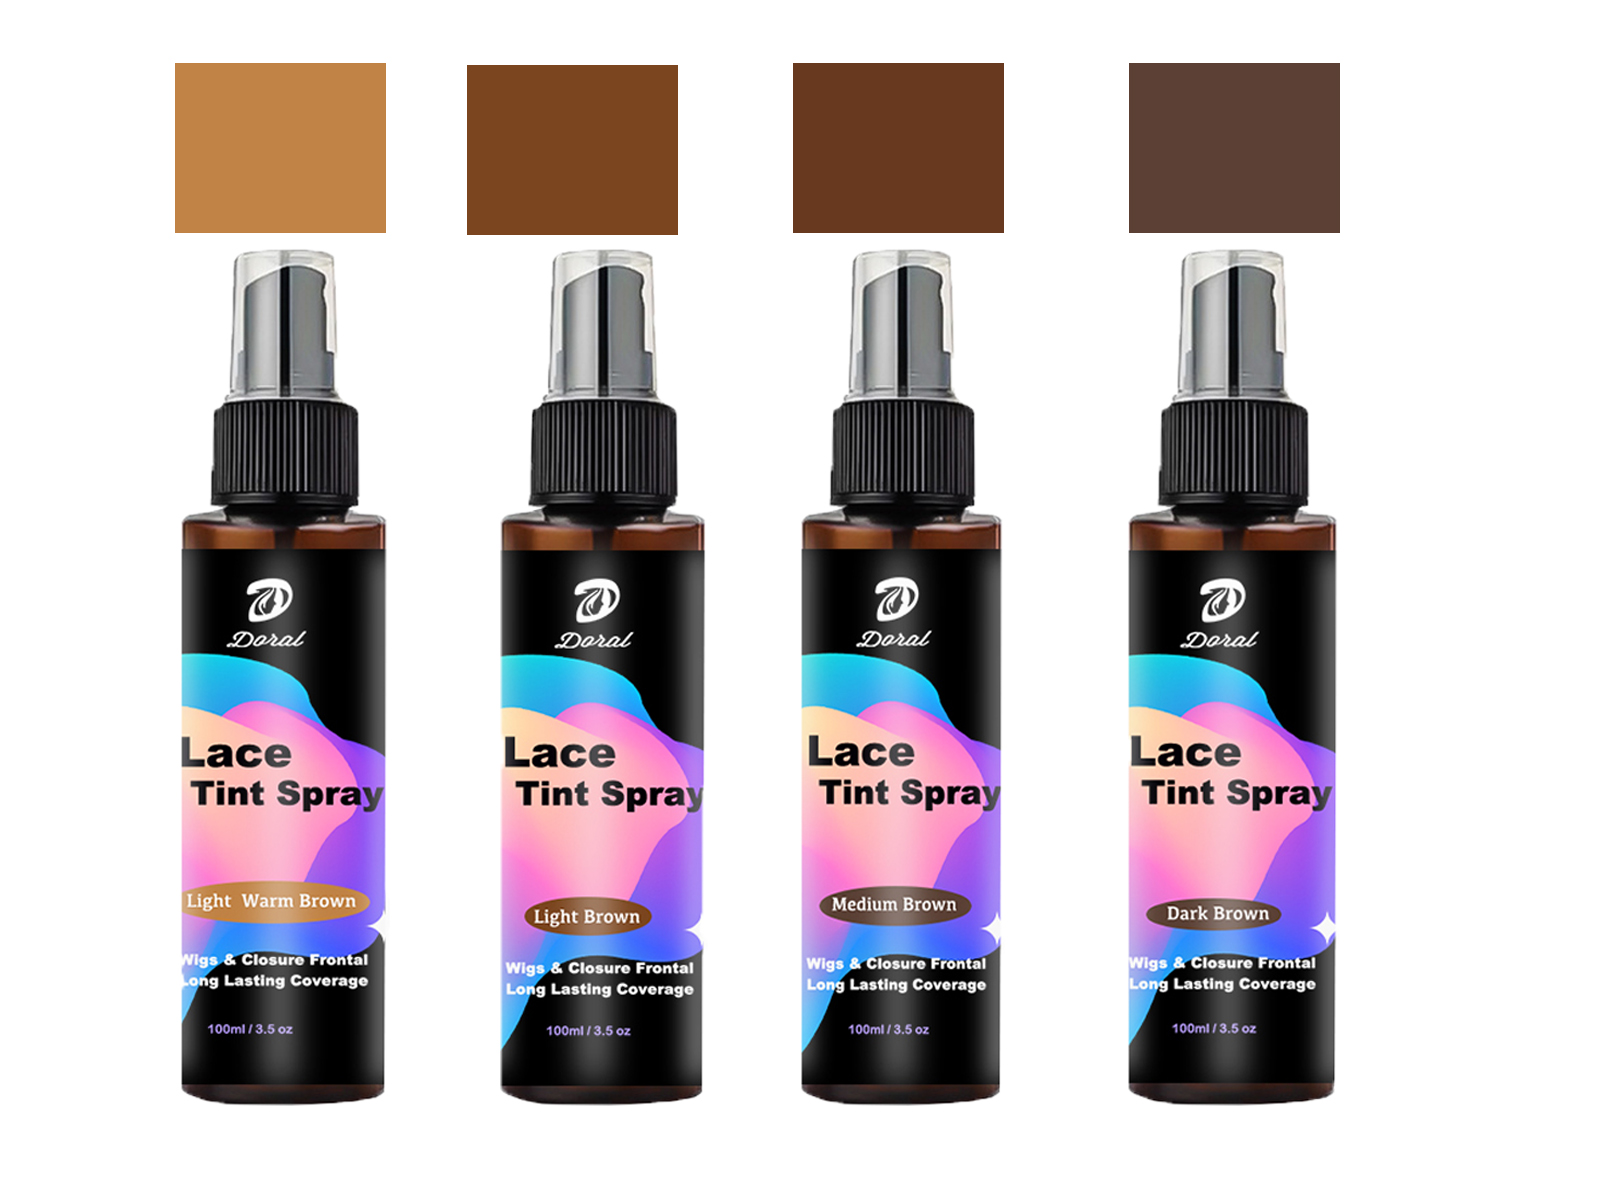 Doral
Lace
Tint Spray
Light Warm Brown
Wigs & Closure Frontal
Long Lasting Coverage
100ml / 3.5 oz
Doral
Lace
Tint Spray
Light Brown
Wigs & Closure Frontal
Long Lasting Coverage
100ml / 3.5 oz
Doral
Lace
Tint Spray
Medium Brown
Wigs & Closure Frontal
Long Lasting Coverage
100ml / 3.5 oz
Doral
Lace
Tint Spray
Dark Brown
Wigs & Closure Frontal
Long Lasting Coverage
100ml / 3.5 oz